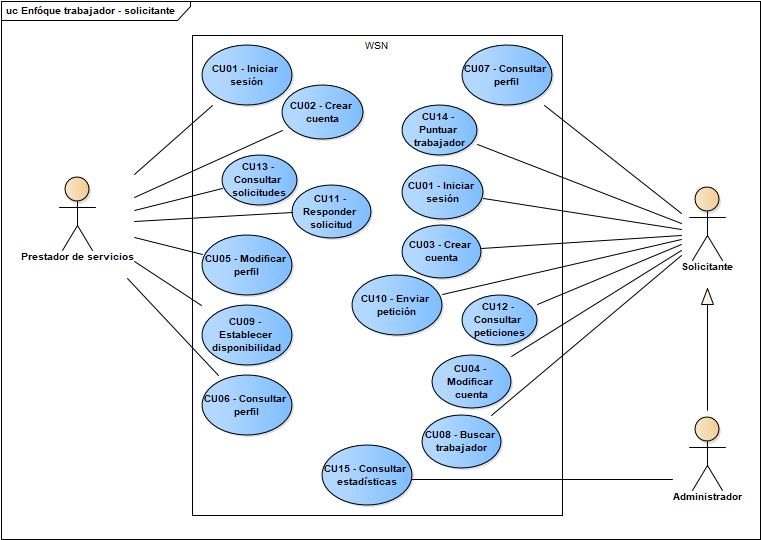 uc Enfóque trabajador - solicitante
WSN
CU01 - Iniciar
sesión
CU07 - Consultar
perfil
CU02 - Crear
cuenta
CU14 -
Puntuar
trabajador
CU13 -
Consultar
solicitudes
CU01 - Iniciar
sesión
CU11 -
Responder
solicitud
Prestador de servicios
CU05 - Modificar
perfil
CU03 - Crear
cuenta
Solicitante
CU10 - Enviar
petición
CU12 -
Consultar
peticiones
CU09 -
Establecer
disponibilidad
CU04 -
Modificar
cuenta
CU06 - Consultar
perfil
CU08 - Buscar
trabajador
CU15 - Consultar
estadísticas
Administrador